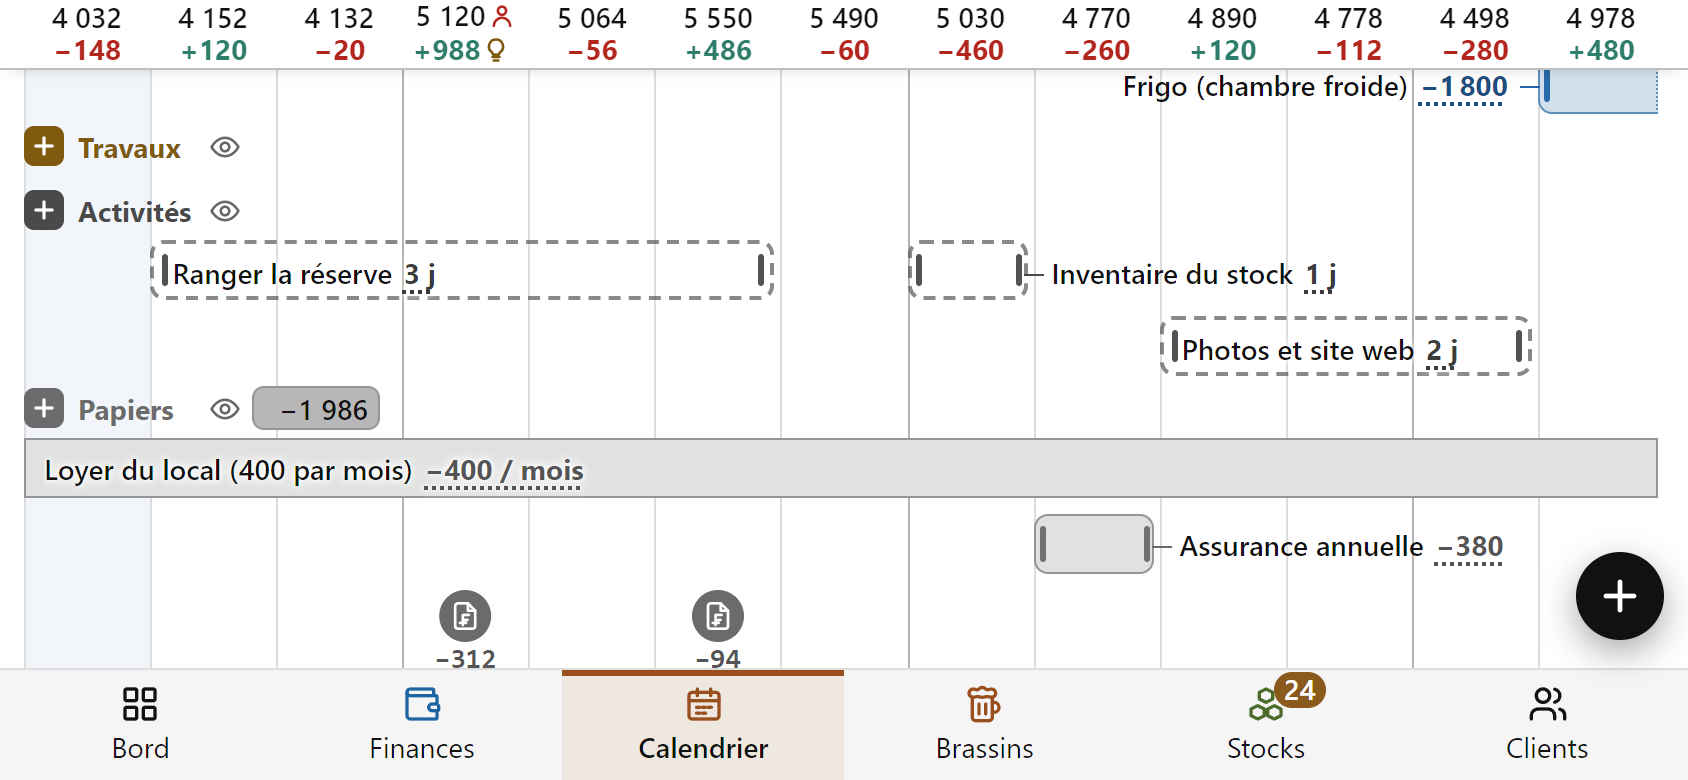 4 032 4 152 4 132 5 120 5 064 5 550 5 490 5 030 4 770 4 890 4 778 4 498 4 978
−148 +120 −20 +988 −56 +486 −60 −460 −260 +120 −112 −280 +480
Frigo (chambre froide) −1 800
Travaux
Activités
Ranger la réserve 3 j
Inventaire du stock 1 j
Photos et site web 2 j
Papiers −1 986
Loyer du local (400 par mois) −400 / mois
Assurance annuelle −380
−312 −94
24
Bord Finances Calendrier Brassins Stocks Clients